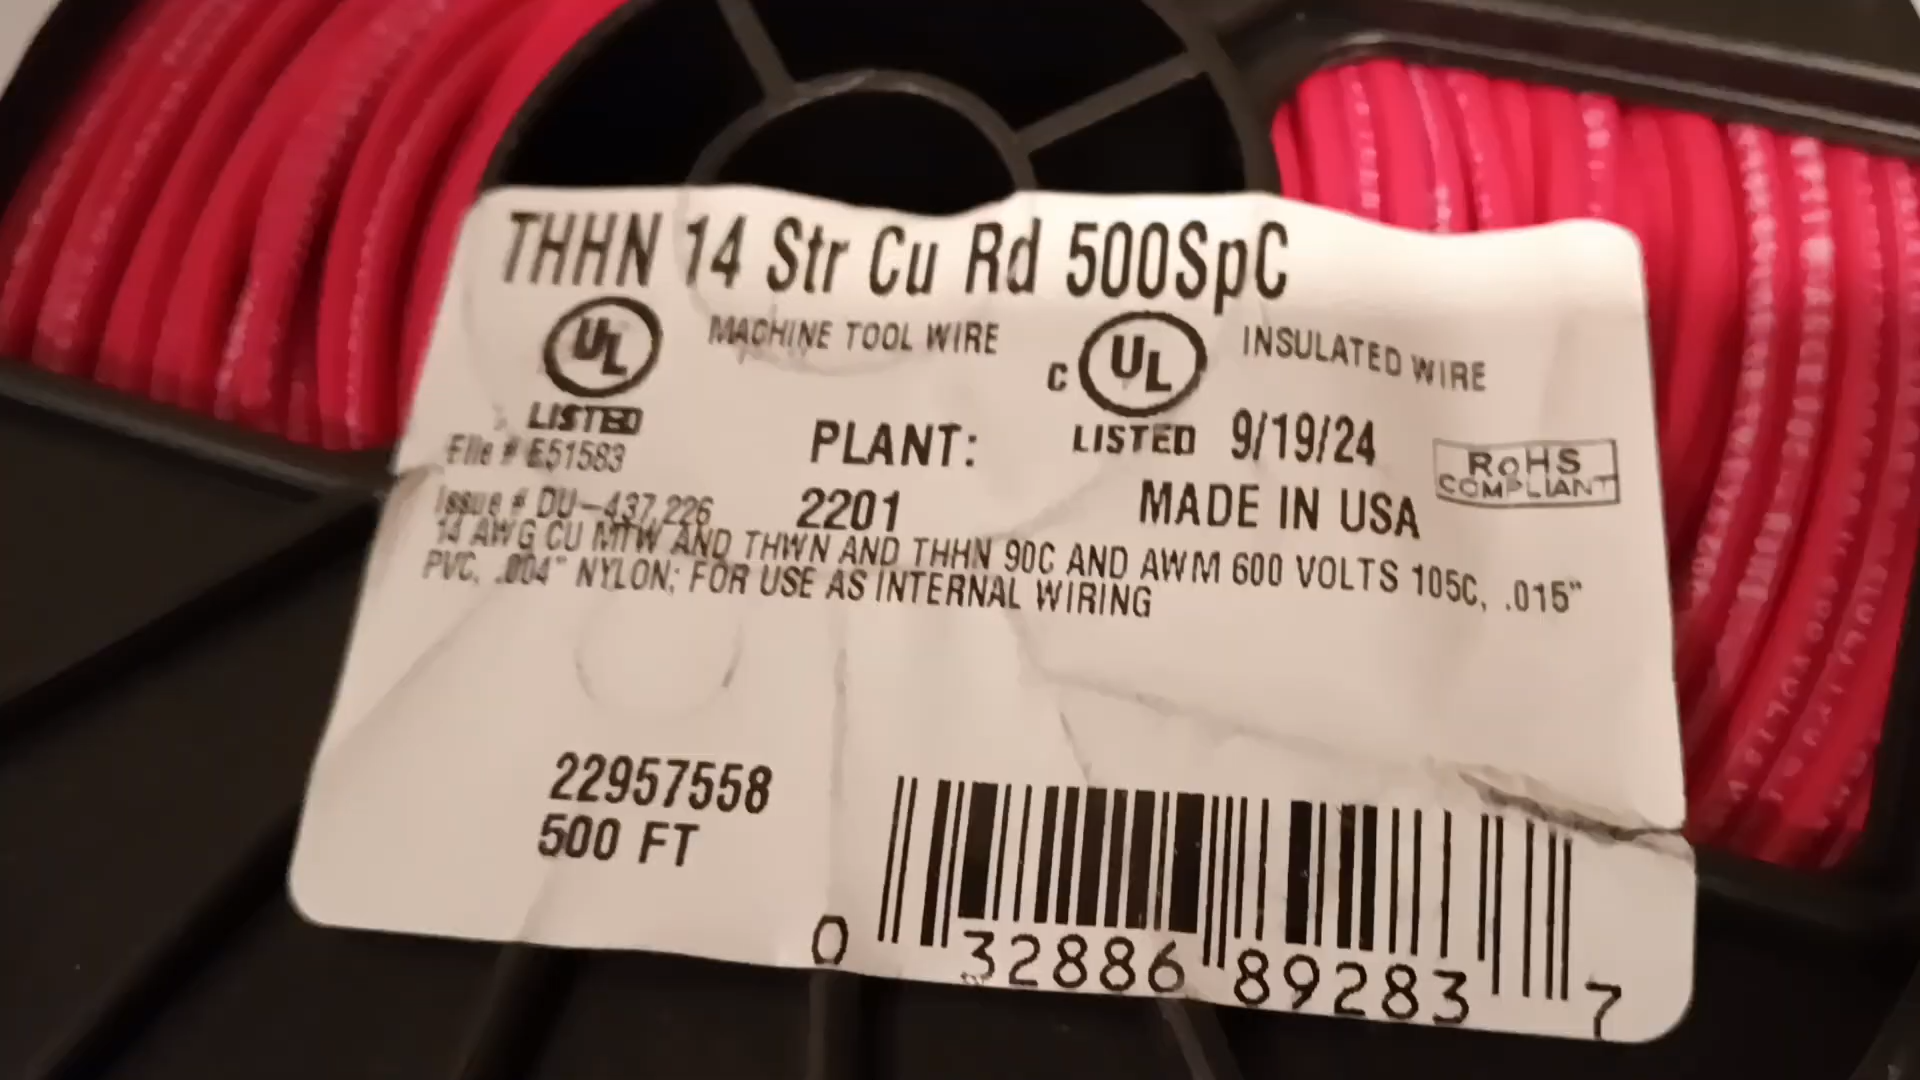 THHN 14 Str Cu Rd 500SpC
UL MACHINE TOOL WIRE
LISTED
File # E51583
Issue # DU-437,226
PLANT:
2201
C UL INSULATED WIRE
LISTED 9/19/24
MADE IN USA
RoHS
COMPLIANT
14 AWG CU MTW AND THWN AND THHN 90C AND AWM 600 VOLTS 105C, .015"
PVC, .004" NYLON; FOR USE AS INTERNAL WIRING
22957558
500 FT
0 32886 89283 7